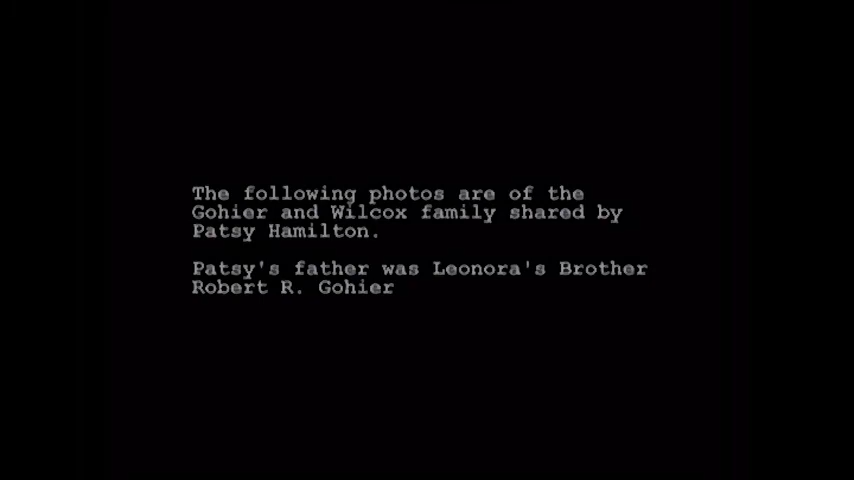 The following photos are of the
Gohier and Wilcox family shared by
Patsy Hamilton.
Patsy's father was Leonora's Brother
Robert R. Gohier